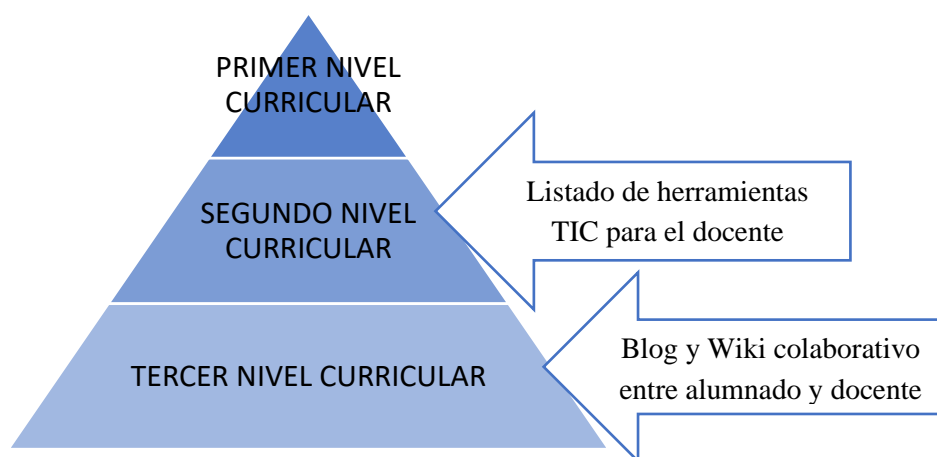 PRIMER NIVEL
CURRICULAR
SEGUNDO NIVEL
CURRICULAR
Listado de herramientas
TIC para el docente
TERCER NIVEL CURRICULAR
Blog y Wiki colaborativo
entre alumnado y docente